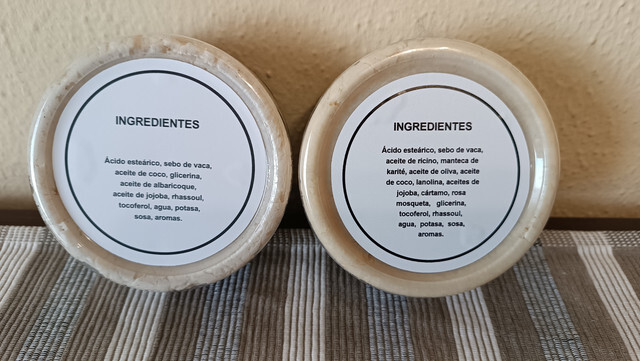 INGREDIENTES
Ácido esteárico, sebo de vaca,
aceite de coco, glicerina,
aceite de albaricoque,
aceite de jojoba, rhassoul,
tocoferol, agua, potasa,
sosa, aromas.
INGREDIENTES
Ácido esteárico, sebo de vaca,
aceite de ricino, manteca de
karité, aceite de oliva, aceite
de coco, lanolina, aceites de
jojoba, cártamo, rosa
mosqueta, glicerina,
tocoferol, rhassoul,
agua, potasa, sosa,
aromas.